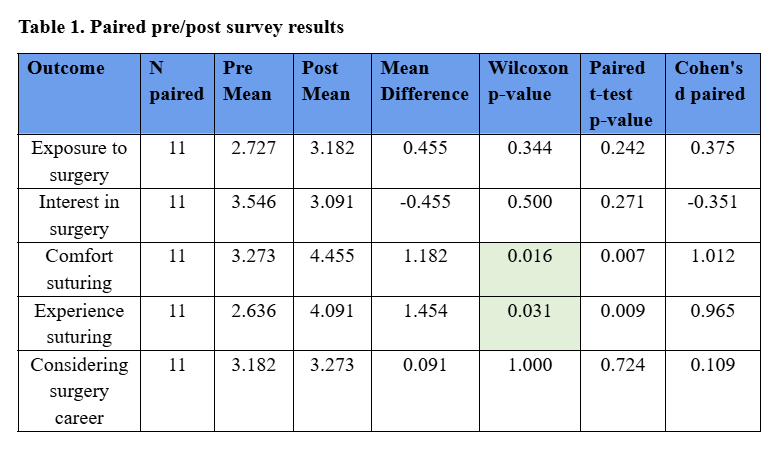 Table 1. Paired pre/post survey results
Outcome N paired Pre Mean Post Mean Mean Difference Wilcoxon p-value Paired t-test p-value Cohen's d paired
Exposure to surgery 11 2.727 3.182 0.455 0.344 0.242 0.375
Interest in surgery 11 3.546 3.091 -0.455 0.500 0.271 -0.351
Comfort suturing 11 3.273 4.455 1.182 0.016 0.007 1.012
Experience suturing 11 2.636 4.091 1.454 0.031 0.009 0.965
Considering surgery career 11 3.182 3.273 0.091 1.000 0.724 0.109